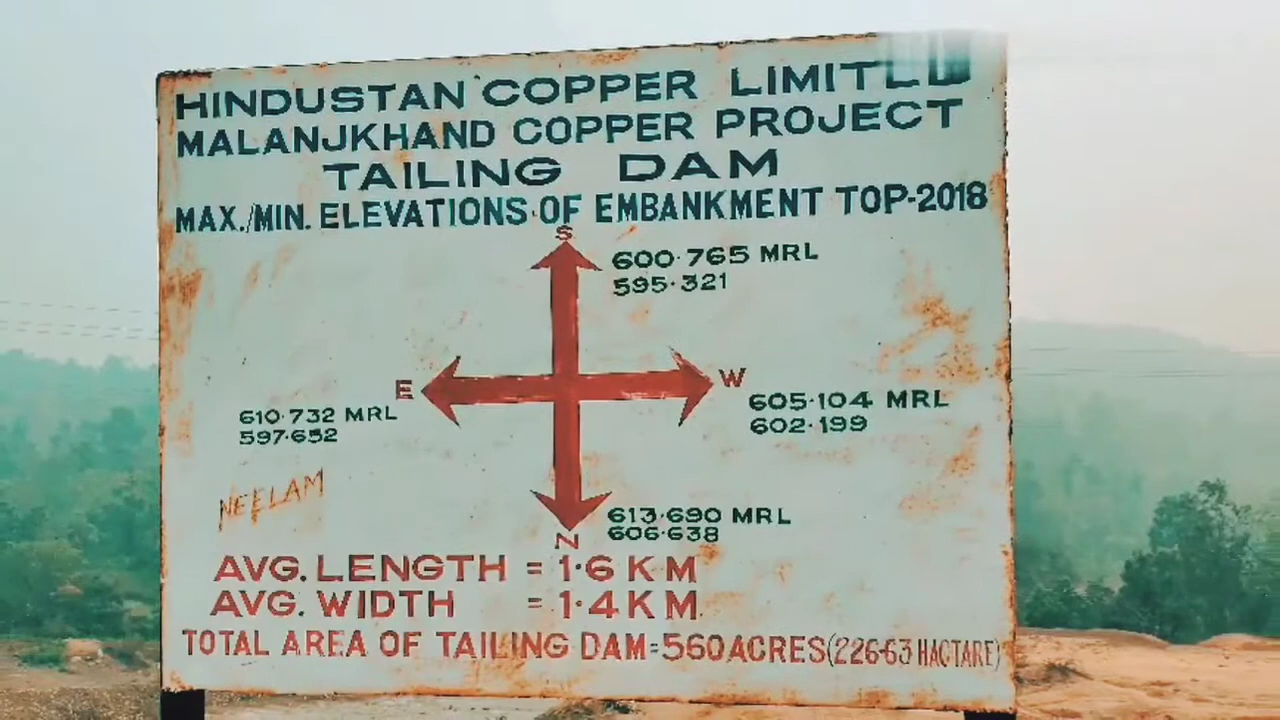 HINDUSTAN COPPER LIMITED
MALANJKHAND COPPER PROJECT
TAILING DAM
MAX./MIN. ELEVATIONS OF EMBANKMENT TOP-2018
S
600.765 MRL
595.321
E
W
610.732 MRL
597.652
605.104 MRL
602.199
NEELAM
613.690 MRL
606.638
N
AVG. LENGTH = 1.6 KM
AVG. WIDTH = 1.4 KM
TOTAL AREA OF TAILING DAM=560 ACRES(226.63 HACTARE)